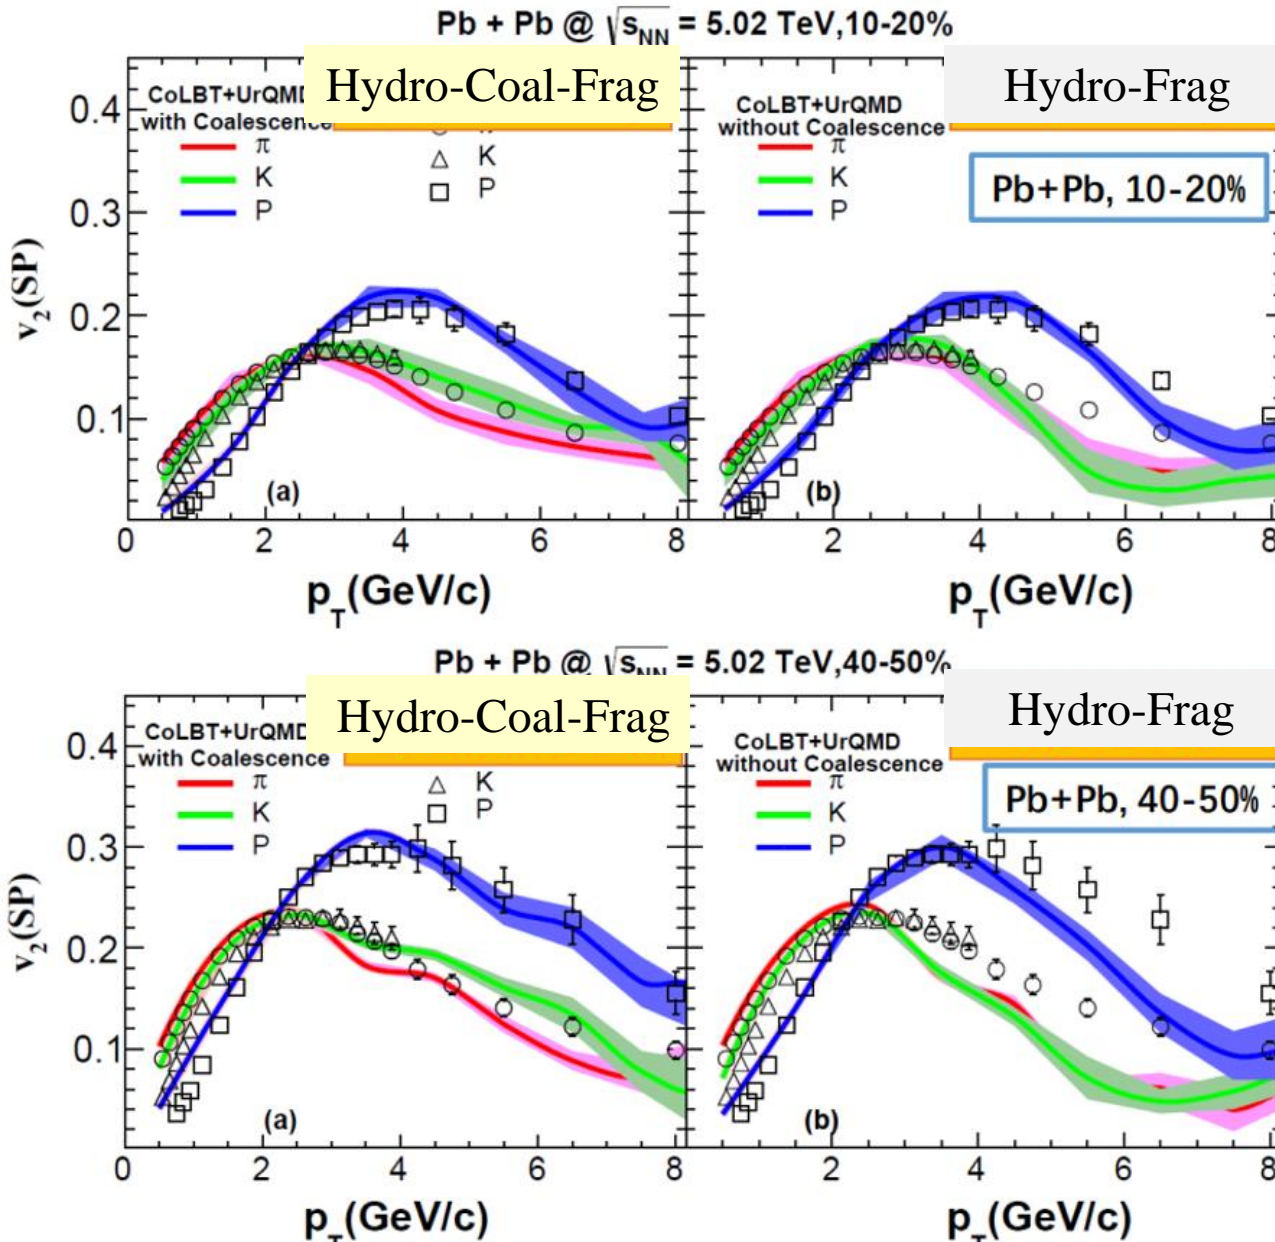 Pb + Pb @ √sNN = 5.02 TeV,10-20%
Hydro-Coal-Frag
Hydro-Frag
CoLBT+UrQMD
with Coalescence
π
K
P
K
P
CoLBT+UrQMD
without Coalescence
π
K
P
Pb+Pb, 10-20%
v2(SP)
0.4
0.3
0.2
0.1
(a)
(b)
0 2 4 6 8 2 4 6 8
pT(GeV/c)
pT(GeV/c)
Pb + Pb @ √sNN = 5.02 TeV,40-50%
Hydro-Coal-Frag
Hydro-Frag
CoLBT+UrQMD
with Coalescence
π
K
P
K
P
CoLBT+UrQMD
without Coalescence
π
K
P
Pb+Pb, 40-50%
v2(SP)
0.4
0.3
0.2
0.1
(a)
(b)
0 2 4 6 8 2 4 6 8
pT(GeV/c)
pT(GeV/c)